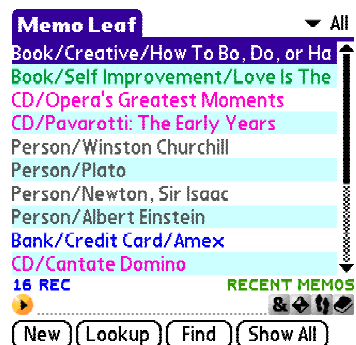 Memo Leaf All
Book/Creative/How To Bo, Do, or Ha
Book/Self Improvement/Love Is The
CD/Opera's Greatest Moments
CD/Pavarotti: The Early Years
Person/Winston Churchill
Person/Plato
Person/Newton, Sir Isaac
Person/Albert Einstein
Bank/Credit Card/Amex
CD/Cantate Domino
16 REC RECENT MEMOS
&
New Lookup Find Show All